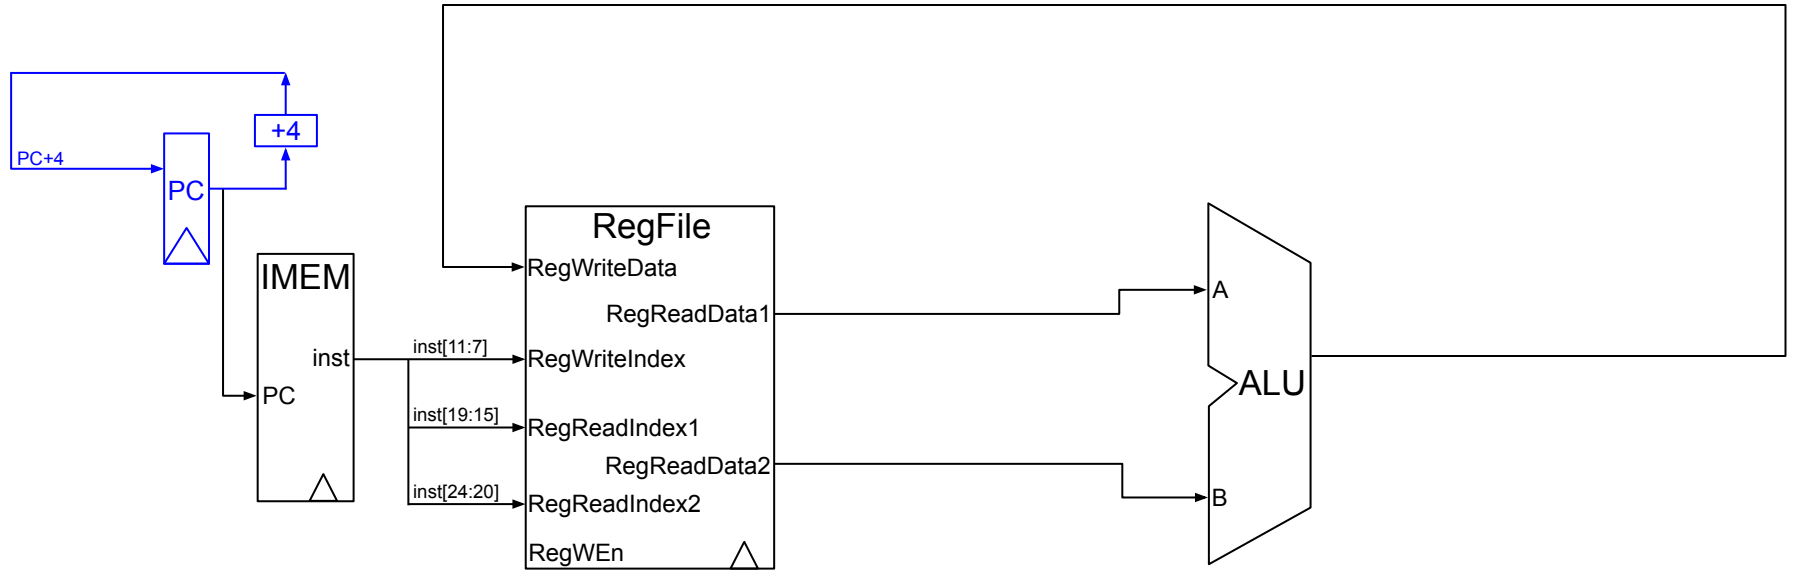 +4
PC+4
PC
IMEM
inst
PC
inst[11:7]
inst[19:15]
inst[24:20]
RegFile
RegWriteData
RegReadData1
RegWriteIndex
RegReadIndex1
RegReadData2
RegReadIndex2
RegWEn
A
ALU
B